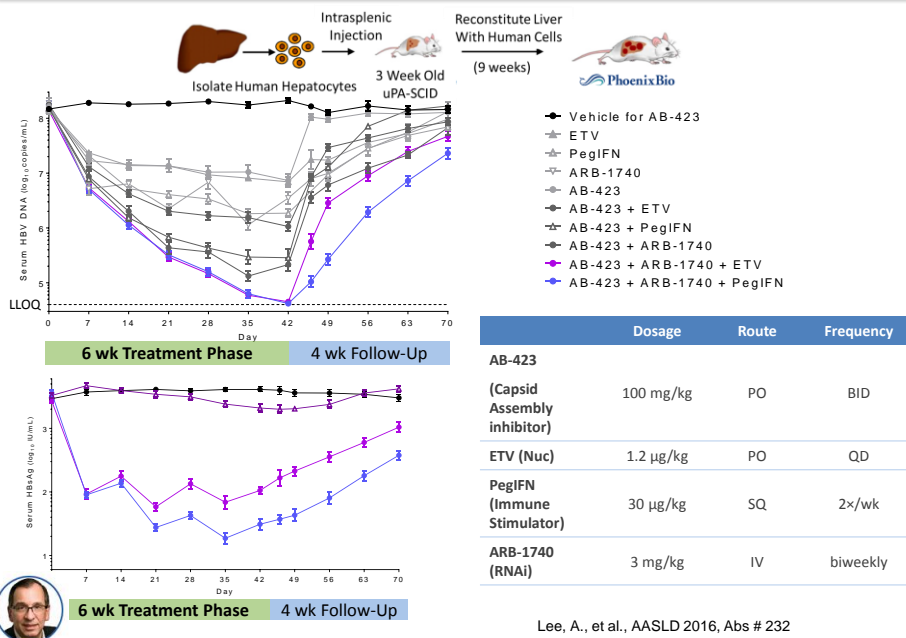 Intrasplenic
Injection
Reconstitute Liver
With Human Cells
(9 weeks)
Isolate Human Hepatocytes
3 Week Old
uPA-SCID
PhoenixBio
Serum HBV DNA (log10 copies/mL)
8
7
6
5
LLOQ
0 7 14 21 28 35 42 49 56 63 70
Day
6 wk Treatment Phase
4 wk Follow-Up
Vehicle for AB-423
ETV
PegIFN
ARB-1740
AB-423
AB-423 + ETV
AB-423 + PegIFN
AB-423 + ARB-1740
AB-423 + ARB-1740 + ETV
AB-423 + ARB-1740 + PegIFN
Serum HBsAg (log10 IU/mL)
3
2
1
7 14 21 28 35 42 49 56 63 70
Day
6 wk Treatment Phase
4 wk Follow-Up
Dosage Route Frequency
AB-423
(Capsid
Assembly
inhibitor)
100 mg/kg PO BID
ETV (Nuc) 1.2 µg/kg PO QD
PegIFN
(Immune
Stimulator)
30 µg/kg SQ 2×/wk
ARB-1740
(RNAi)
3 mg/kg IV biweekly
Lee, A., et al., AASLD 2016, Abs # 232